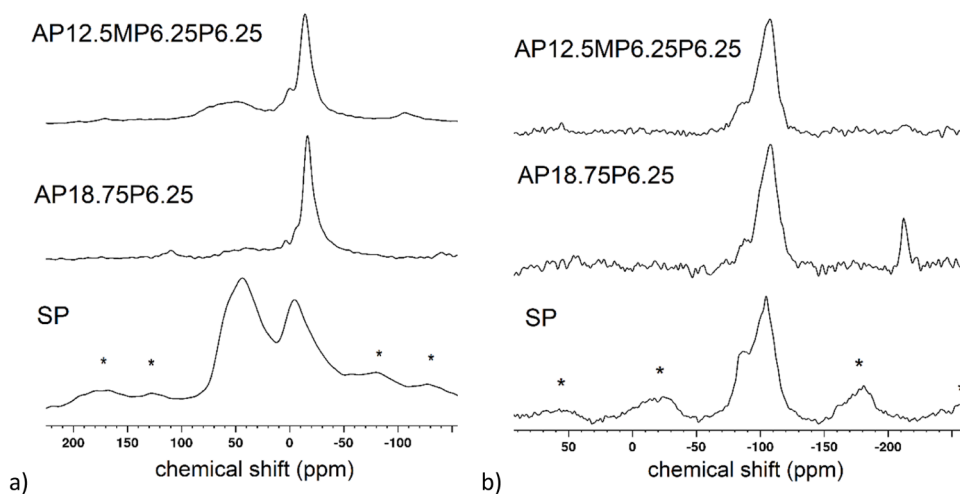 AP12.5MP6.25P6.25
AP18.75P6.25
SP
* * * *
200 150 100 50 0 -50 -100
chemical shift (ppm)
a)
AP12.5MP6.25P6.25
AP18.75P6.25
SP
* * * *
50 0 -50 -100 -150 -200
chemical shift (ppm)
b)